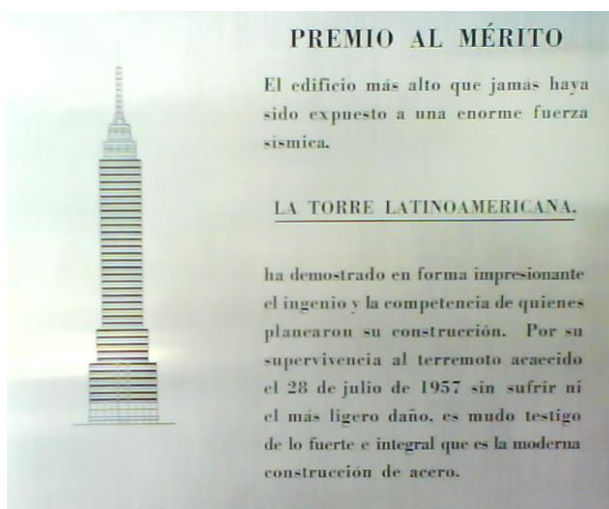 PREMIO AL MÉRITO
El edificio más alto que jamás haya
sido expuesto a una enorme fuerza
sísmica.
LA TORRE LATINOAMERICANA.
ha demostrado en forma impresionante
el ingenio y la competencia de quienes
planearon su construcción. Por su
supervivencia al terremoto acaecido
el 28 de julio de 1957 sin sufrir ni
el más ligero daño, es mudo testigo
de lo fuerte e integral que es la moderna
construcción de acero.